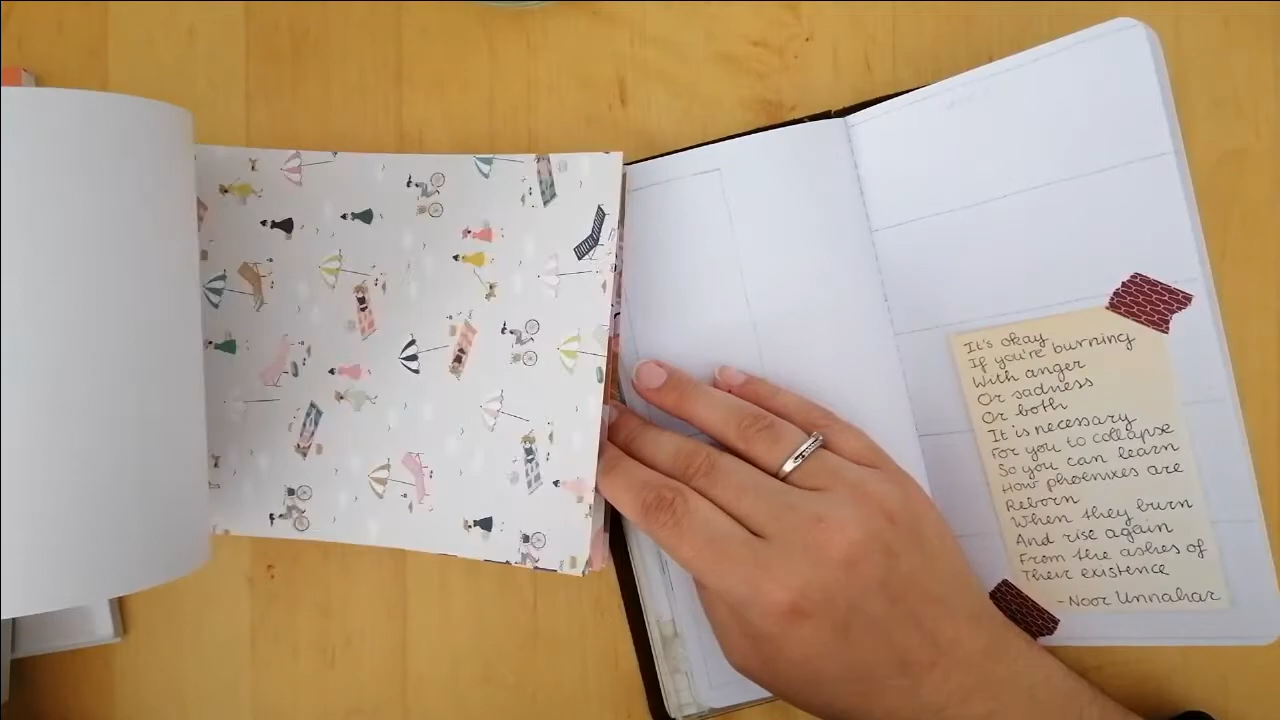 It's okay
If you're burning
With anger
Or sadness
Or both
It is necessary
For you to collapse
So you can learn
How phoenixes are
Reborn
When they burn
And rise again
From the ashes of
Their existence
-Noor Unnahar